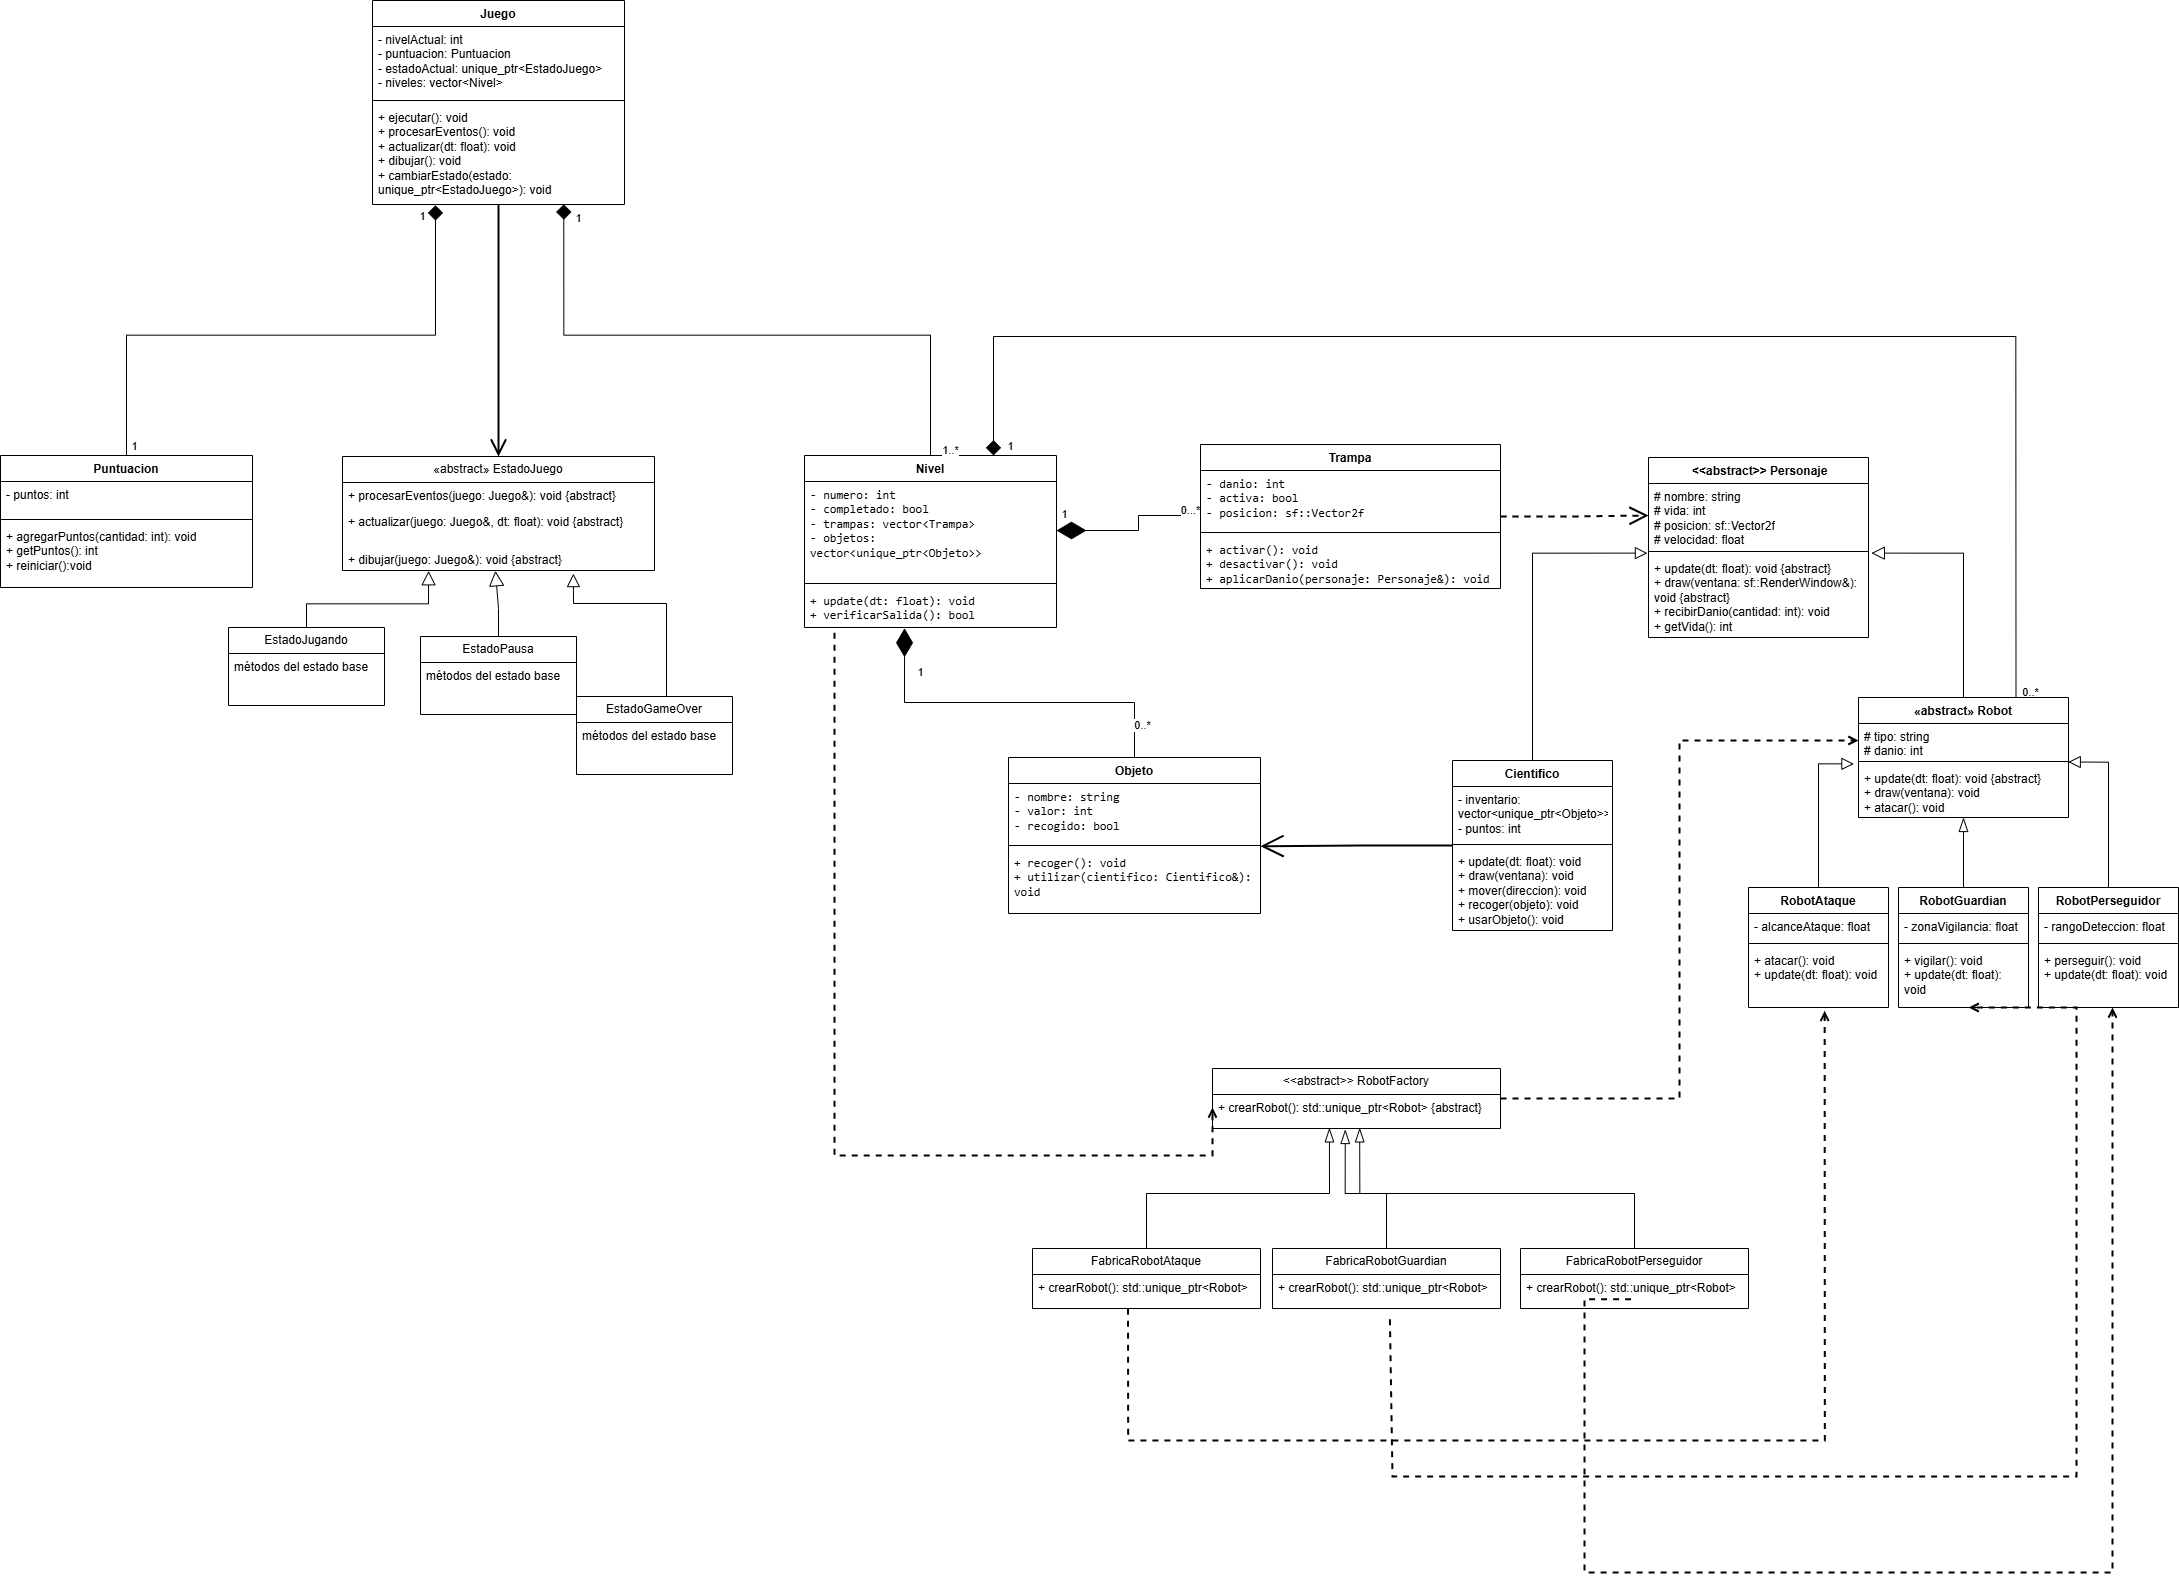 Juego
- nivelActual: int
- puntuacion: Puntuacion
- estadoActual: unique_ptr<EstadoJuego>
- niveles: vector<Nivel>
+ ejecutar(): void
+ procesarEventos(): void
+ actualizar(dt: float): void
+ dibujar(): void
+ cambiarEstado(estado:
unique_ptr<EstadoJuego>): void
1
1
1
1..*
1
Puntuacion
- puntos: int
+ agregarPuntos(cantidad: int): void
+ getPuntos(): int
+ reiniciar():void
«abstract» EstadoJuego
+ procesarEventos(juego: Juego&): void {abstract}
+ actualizar(juego: Juego&, dt: float): void {abstract}
+ dibujar(juego: Juego&): void {abstract}
EstadoJugando
métodos del estado base
EstadoPausa
métodos del estado base
EstadoGameOver
métodos del estado base
Nivel
- numero: int
- completado: bool
- trampas: vector<Trampa>
- objetos:
vector<unique_ptr<Objeto>>
+ update(dt: float): void
+ verificarSalida(): bool
1
0...*
1
0..*
Trampa
- danio: int
- activa: bool
- posicion: sf::Vector2f
+ activar(): void
+ desactivar(): void
+ aplicarDanio(personaje: Personaje&): void
<<abstract>> Personaje
# nombre: string
# vida: int
# posicion: sf::Vector2f
# velocidad: float
+ update(dt: float): void {abstract}
+ draw(ventana: sf::RenderWindow&):
void {abstract}
+ recibirDanio(cantidad: int): void
+ getVida(): int
0..*
«abstract» Robot
# tipo: string
# danio: int
+ update(dt: float): void {abstract}
+ draw(ventana): void
+ atacar(): void
Objeto
- nombre: string
- valor: int
- recogido: bool
+ recoger(): void
+ utilizar(cientifico: Cientifico&):
void
Cientifico
- inventario:
vector<unique_ptr<Objeto>>
- puntos: int
+ update(dt: float): void
+ draw(ventana): void
+ mover(direccion): void
+ recoger(objeto): void
+ usarObjeto(): void
RobotAtaque
- alcanceAtaque: float
+ atacar(): void
+ update(dt: float): void
RobotGuardian
- zonaVigilancia: float
+ vigilar(): void
+ update(dt: float):
void
RobotPerseguidor
- rangoDeteccion: float
+ perseguir(): void
+ update(dt: float): void
<<abstract>> RobotFactory
+ crearRobot(): std::unique_ptr<Robot> {abstract}
FabricaRobotAtaque
+ crearRobot(): std::unique_ptr<Robot>
FabricaRobotGuardian
+ crearRobot(): std::unique_ptr<Robot>
FabricaRobotPerseguidor
+ crearRobot(): std::unique_ptr<Robot>